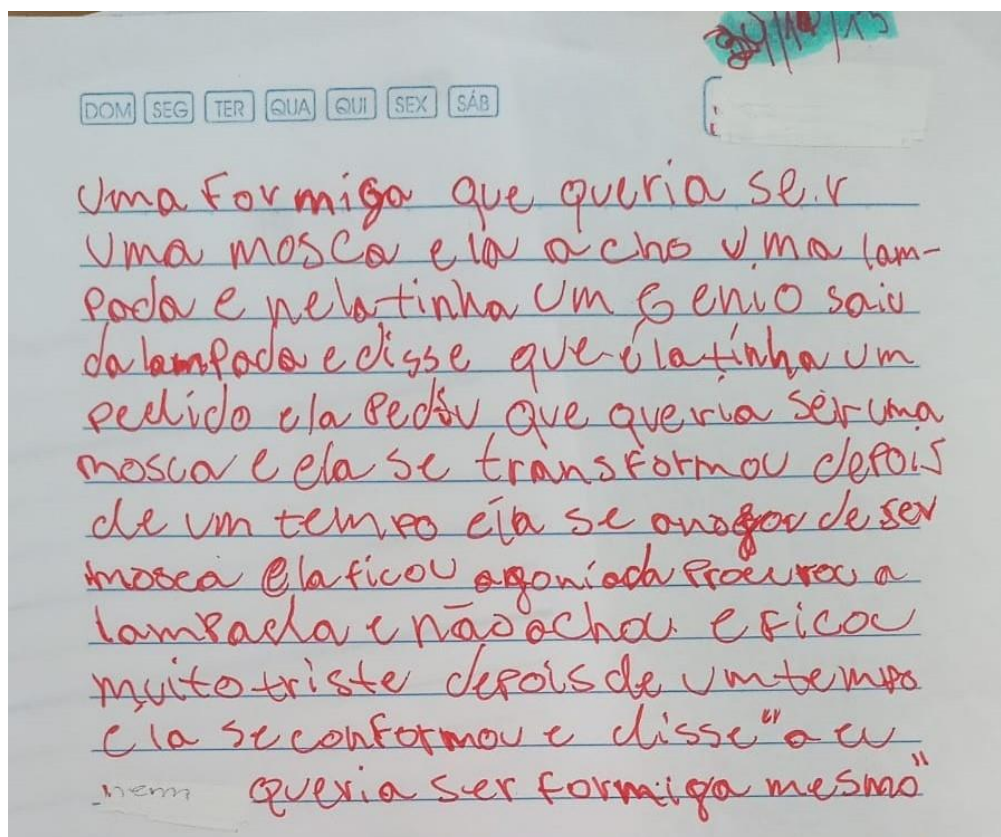 DOM SEG TER QUA QUI SEX SÁB
Uma Formiga que queria ser
uma mosca ela acho uma lam-
pada e nela tinha um Genio saiu
da lampada e disse que ela tinha um
pedido ela pediu que queria ser uma
mosca e ela se transformou depois
de um tempo ela se de ser
mosca ela ficou agoniada procurou a
lampada e não achou e ficou
muito triste depois de um tempo
ela se conformou e disse "a eu
nem queria ser formiga mesmo"